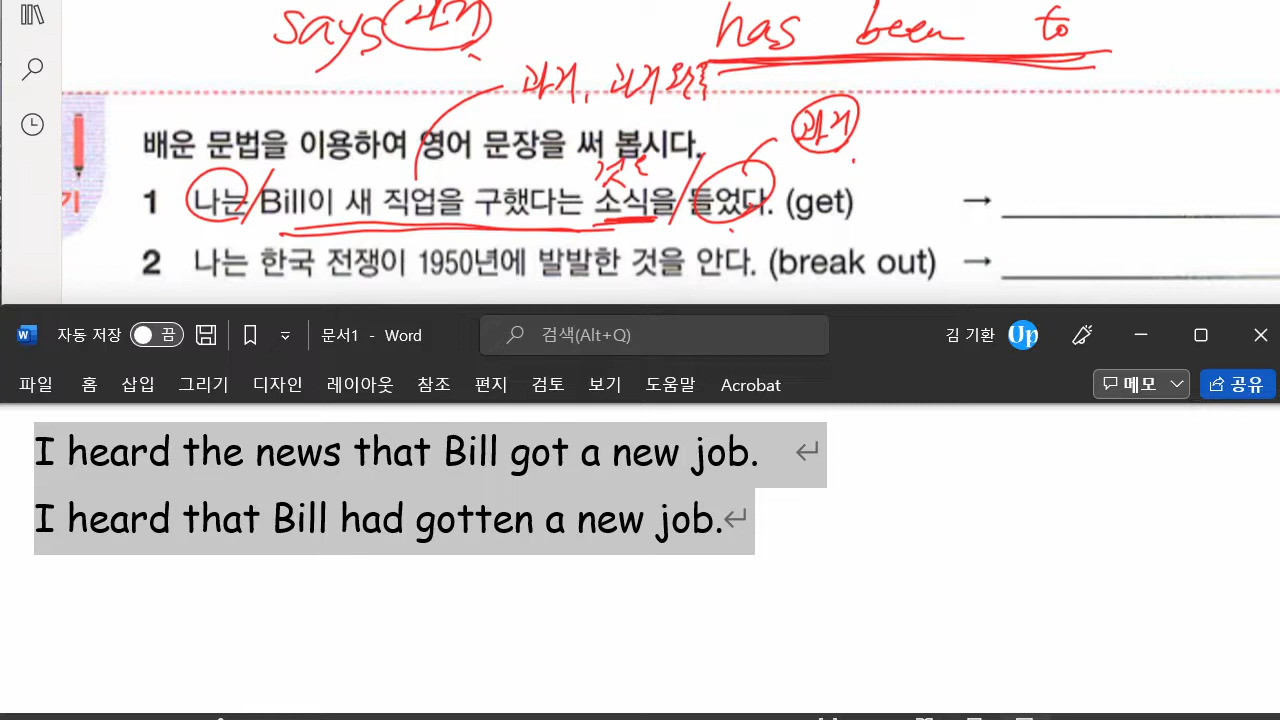 says 과거
has been to
과거, 과거완료
과거
배운 문법을 이용하여 영어 문장을 써 봅시다.
것을
기
1 나는 Bill이 새 직업을 구했다는 소식을 들었다. (get) →
2 나는 한국 전쟁이 1950년에 발발한 것을 안다. (break out) →
자동 저장 끔 문서1 - Word 검색(Alt+Q) 김 기환 Up
파일 홈 삽입 그리기 디자인 레이아웃 참조 편지 검토 보기 도움말 Acrobat 메모 공유
I heard the news that Bill got a new job.
I heard that Bill had gotten a new job.